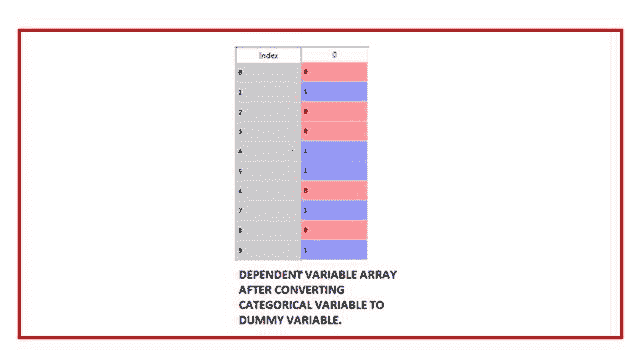 Index 0
0 0
1 1
2 0
3 0
4 1
5 1
6 0
7 1
8 0
9 1
DEPENDENT VARIABLE ARRAY
AFTER CONVERTING
CATEGORICAL VARIABLE TO
DUMMY VARIABLE.